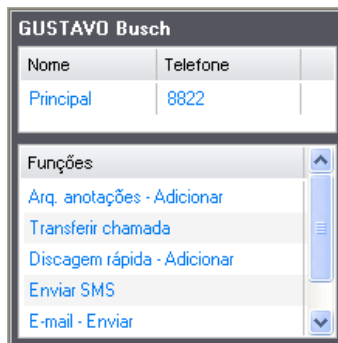 GUSTAVO Busch
Nome Telefone
Principal 8822
Funções
Arq. anotações - Adicionar
Transferir chamada
Discagem rápida - Adicionar
Enviar SMS
E-mail - Enviar